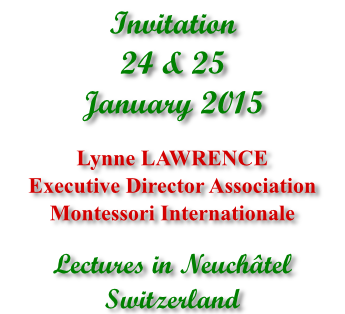 Invitation
24 & 25
January 2015
Lynne LAWRENCE
Executive Director Association
Montessori Internationale
Lectures in Neuchâtel
Switzerland